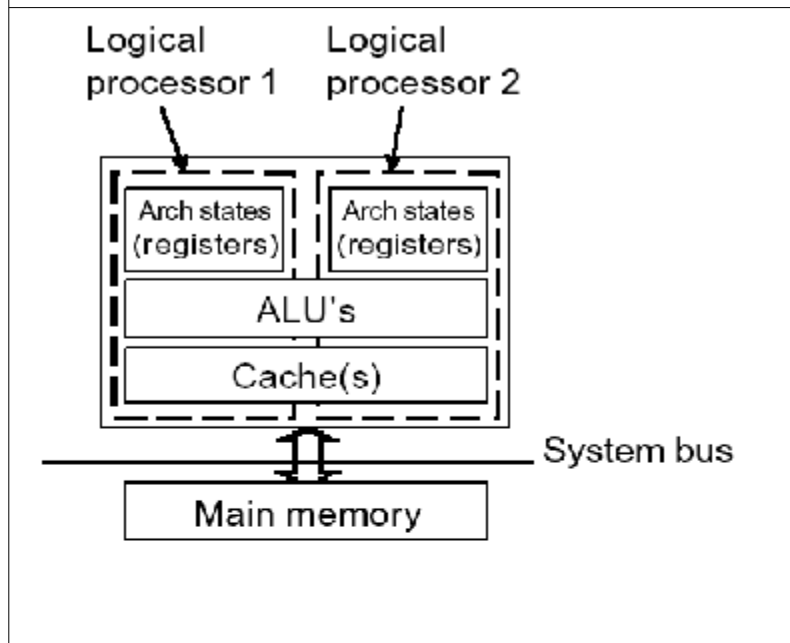 Logical
processor 1
Logical
processor 2
Arch states
(registers)
Arch states
(registers)
ALU's
Cache(s)
System bus
Main memory